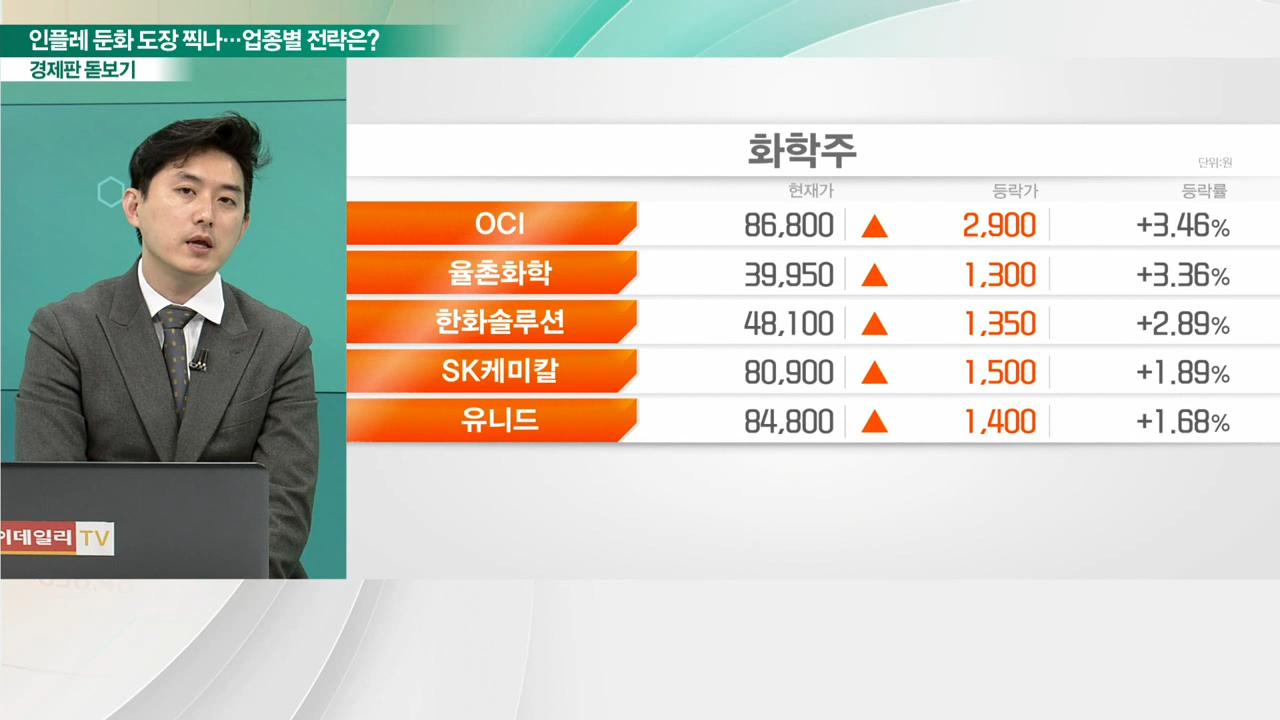 인플레 둔화 도장 찍나…업종별 전략은?
경제판 돋보기
화학주
단위:원
현재가 등락가 등락률
OCI 86,800 ▲ 2,900 +3.46%
율촌화학 39,950 ▲ 1,300 +3.36%
한화솔루션 48,100 ▲ 1,350 +2.89%
SK케미칼 80,900 ▲ 1,500 +1.89%
유니드 84,800 ▲ 1,400 +1.68%
이데일리 TV